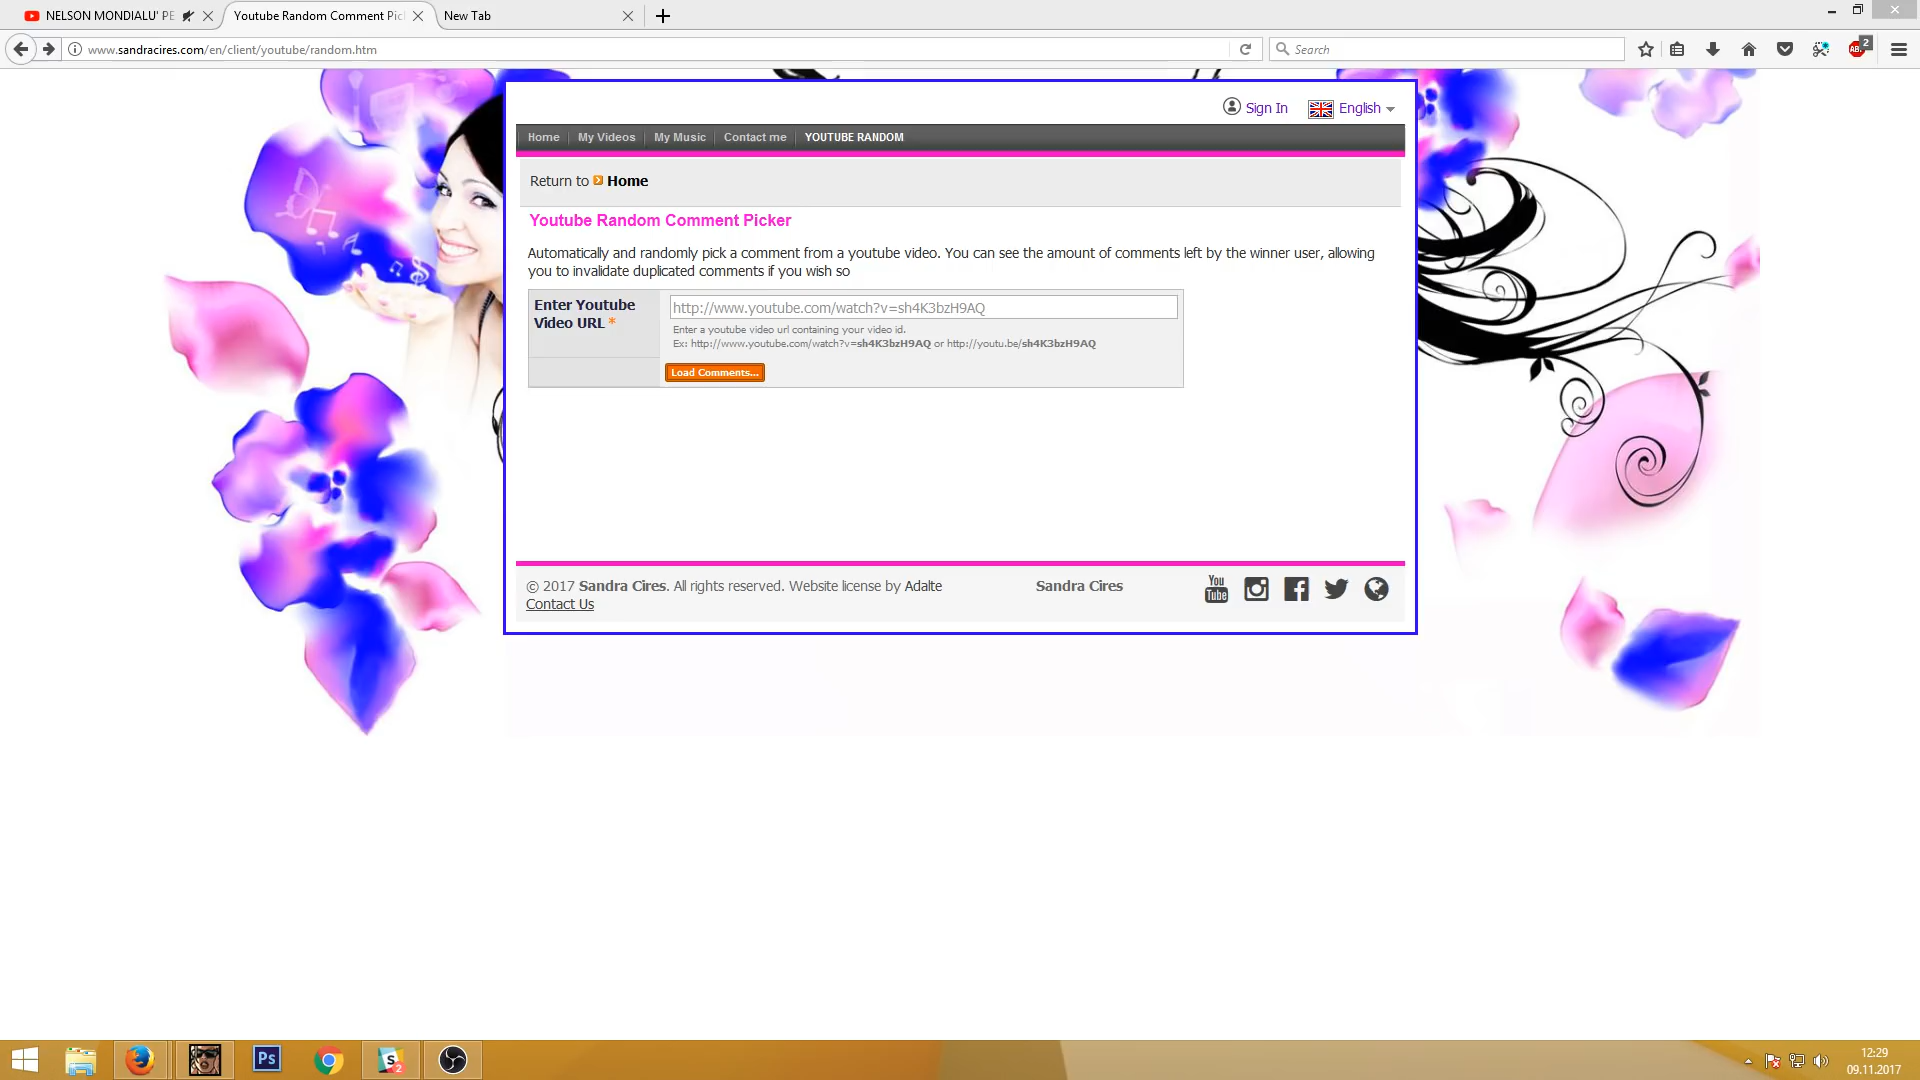 NELSON MONDIALU' PE
Youtube Random Comment Pic
New Tab
www.sandracires.com/en/client/youtube/random.htm
Search
ABP
2
Sign In
English
Home
My Videos
My Music
Contact me
YOUTUBE RANDOM
Return to Home
Youtube Random Comment Picker
Automatically and randomly pick a comment from a youtube video. You can see the amount of comments left by the winner user, allowing
you to invalidate duplicated comments if you wish so
Enter Youtube
Video URL *
http://www.youtube.com/watch?v=sh4K3bzH9AQ
Enter a youtube video url containing your video id.
Ex: http://www.youtube.com/watch?v=sh4K3bzH9AQ or http://youtu.be/sh4K3bzH9AQ
Load Comments...
© 2017 Sandra Cires. All rights reserved. Website license by Adalte
Contact Us
Sandra Cires
You
Tube
Ps
S
2
12:29
09.11.2017